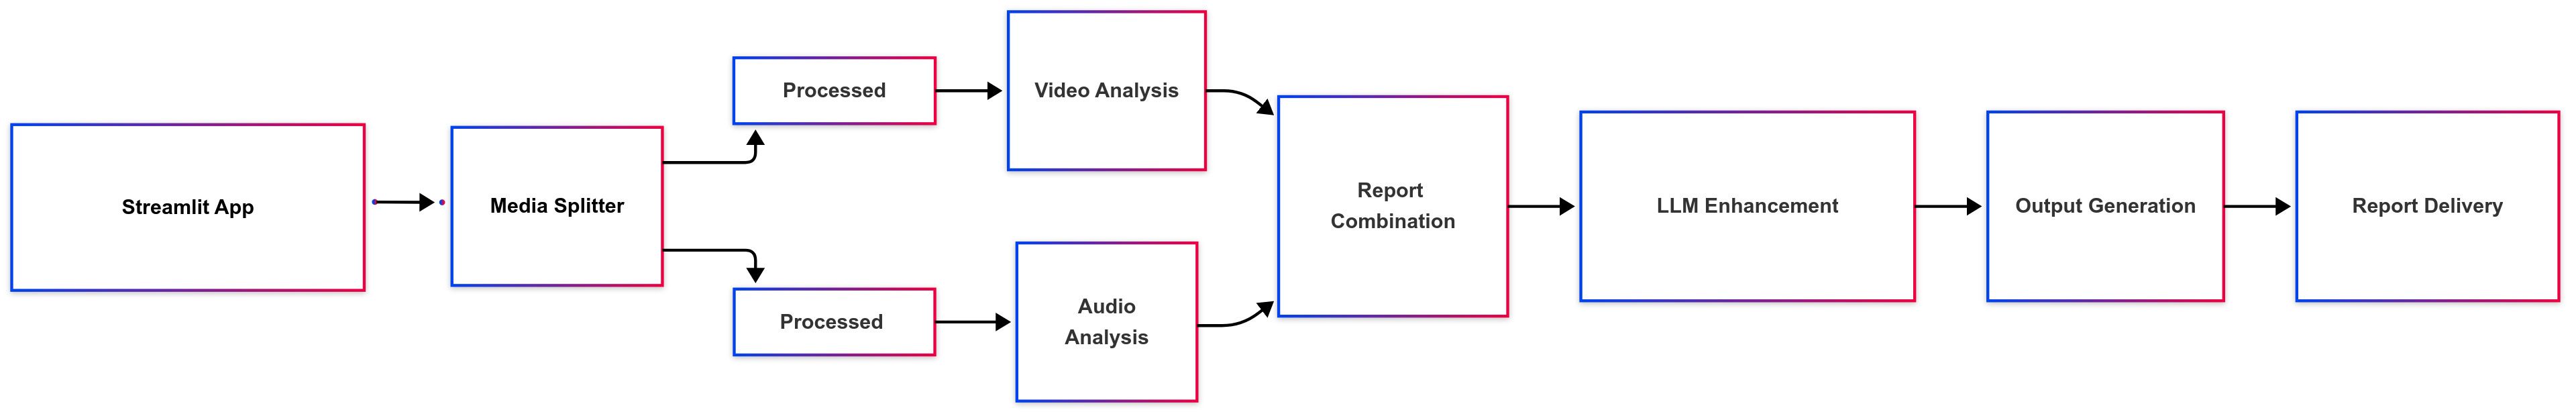 Streamlit App
Media Splitter
Processed
Video Analysis
Processed
Audio
Analysis
Report
Combination
LLM Enhancement
Output Generation
Report Delivery